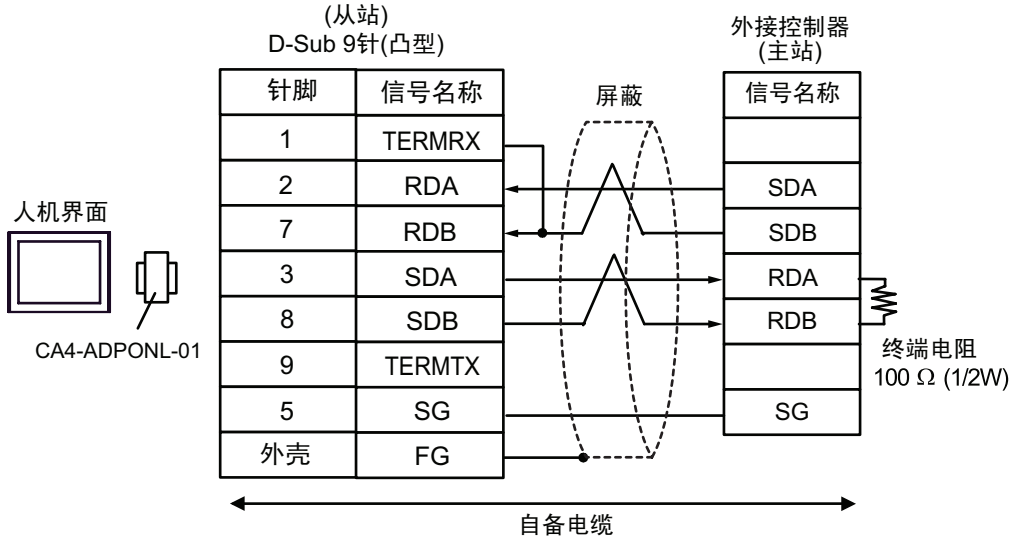 (从站)
D-Sub 9针(凸型)
外接控制器
(主站)
针脚 信号名称 屏蔽 信号名称
1 TERMRX
2 RDA SDA
人机界面
7 RDB SDB
3 SDA RDA
8 SDB RDB
CA4-ADPONL-01
9 TERMTX
终端电阻
100 Ω (1/2W)
5 SG SG
外壳 FG
自备电缆